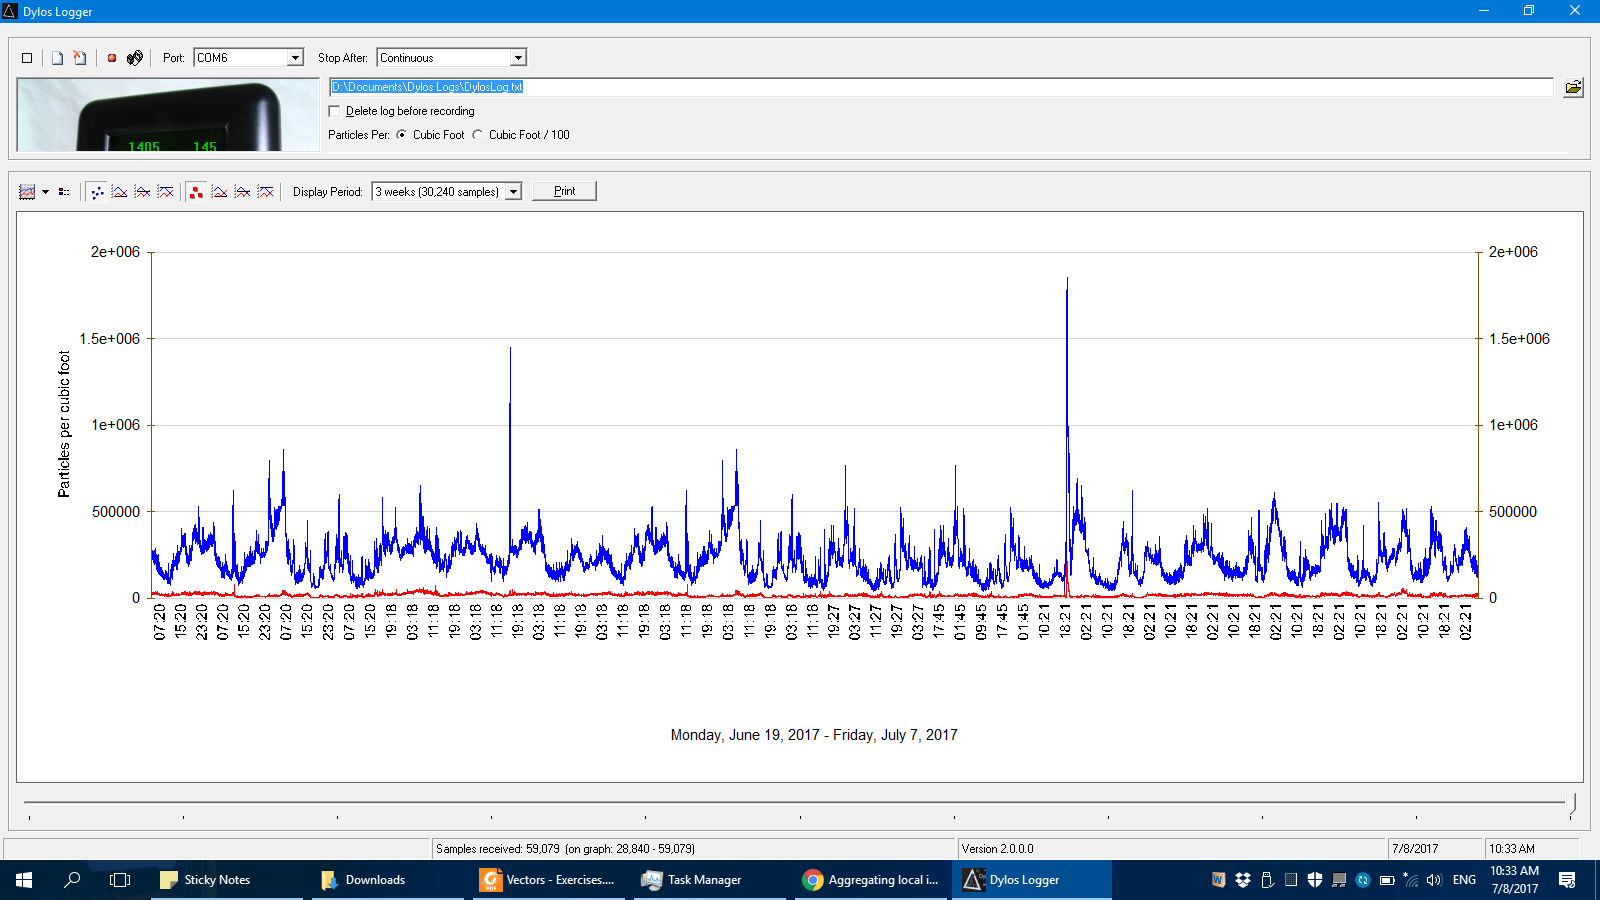 Dylos Logger
Port: COM6 Stop After: Continuous
D:\Documents\Dylos Logs\DylosLog.txt
Delete log before recording
Particles Per: Cubic Foot Cubic Foot / 100
1405 145
Display Period: 3 weeks (30,240 samples) Print
2e+006 2e+006
1.5e+006 1.5e+006
1e+006 1e+006
500000 500000
0 0
Particles per cubic foot
07:20 15:20 23:20 07:20 15:20 23:20 07:20 15:20 23:20 07:20 15:20 19:18 03:18 11:18 19:18 03:18 11:18 19:18 03:18 11:18 19:18 03:18 11:18 19:18 03:18 11:18 19:18 03:18 11:18 19:18 03:18 11:18 19:27 03:27 11:27 19:27 03:27 17:45 01:45 09:45 17:45 01:45 10:21 18:21 02:21 10:21 18:21 02:21 10:21 18:21 02:21 10:21 18:21 02:21 10:21 18:21 02:21 10:21 18:21 02:21 10:21 18:21 02:21
Monday, June 19, 2017 - Friday, July 7, 2017
Samples received: 59,079 (on graph: 28,840 - 59,079) Version 2.0.0.0 7/8/2017 10:33 AM
Sticky Notes Downloads Vectors - Exercises.... Task Manager Aggregating local i... Dylos Logger ENG 10:33 AM
7/8/2017